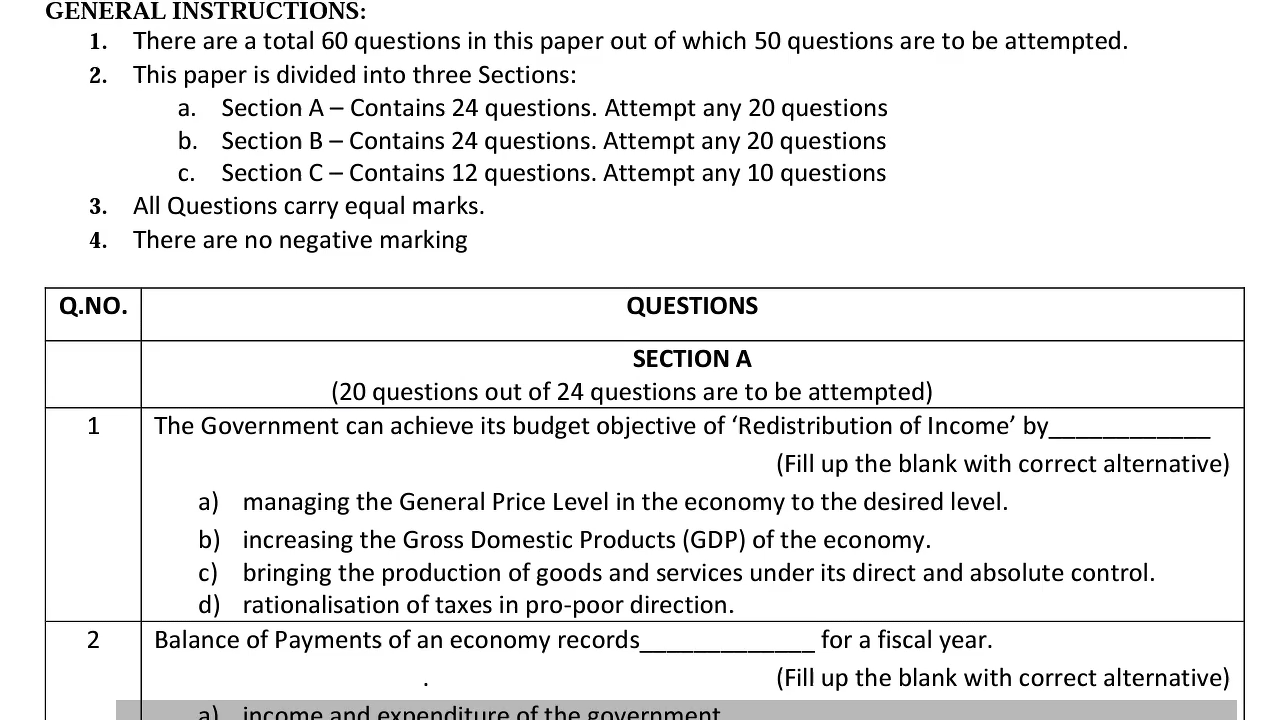 GENERAL INSTRUCTIONS:
1. There are a total 60 questions in this paper out of which 50 questions are to be attempted.
2. This paper is divided into three Sections:
a. Section A – Contains 24 questions. Attempt any 20 questions
b. Section B – Contains 24 questions. Attempt any 20 questions
c. Section C – Contains 12 questions. Attempt any 10 questions
3. All Questions carry equal marks.
4. There are no negative marking
Q.NO. QUESTIONS
SECTION A
(20 questions out of 24 questions are to be attempted)
1 The Government can achieve its budget objective of ‘Redistribution of Income’ by____________
(Fill up the blank with correct alternative)
a) managing the General Price Level in the economy to the desired level.
b) increasing the Gross Domestic Products (GDP) of the economy.
c) bringing the production of goods and services under its direct and absolute control.
d) rationalisation of taxes in pro-poor direction.
2 Balance of Payments of an economy records_____________ for a fiscal year.
. (Fill up the blank with correct alternative)
a) income and expenditure of the government